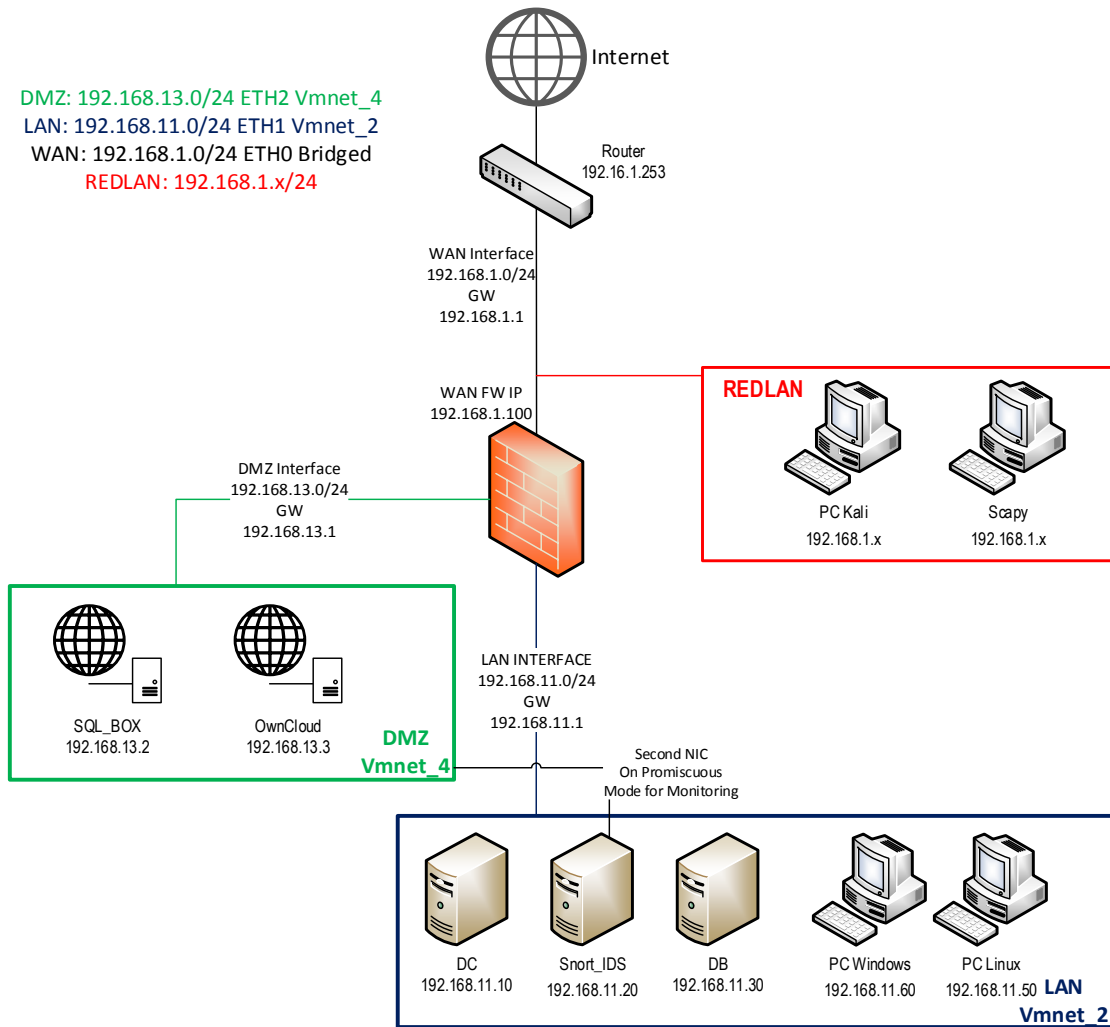 Internet
DMZ: 192.168.13.0/24 ETH2 Vmnet_4
LAN: 192.168.11.0/24 ETH1 Vmnet_2
WAN: 192.168.1.0/24 ETH0 Bridged
REDLAN: 192.168.1.x/24
Router
192.16.1.253
WAN Interface
192.168.1.0/24
GW
192.168.1.1
WAN FW IP
192.168.1.100
REDLAN
PC Kali
192.168.1.x
Scapy
192.168.1.x
DMZ Interface
192.168.13.0/24
GW
192.168.13.1
SQL_BOX
192.168.13.2
OwnCloud
192.168.13.3
DMZ
Vmnet_4
LAN INTERFACE
192.168.11.0/24
GW
192.168.11.1
Second NIC
On Promiscuous
Mode for Monitoring
DC
192.168.11.10
Snort_IDS
192.168.11.20
DB
192.168.11.30
PC Windows
192.168.11.60
PC Linux
192.168.11.50
LAN
Vmnet_2